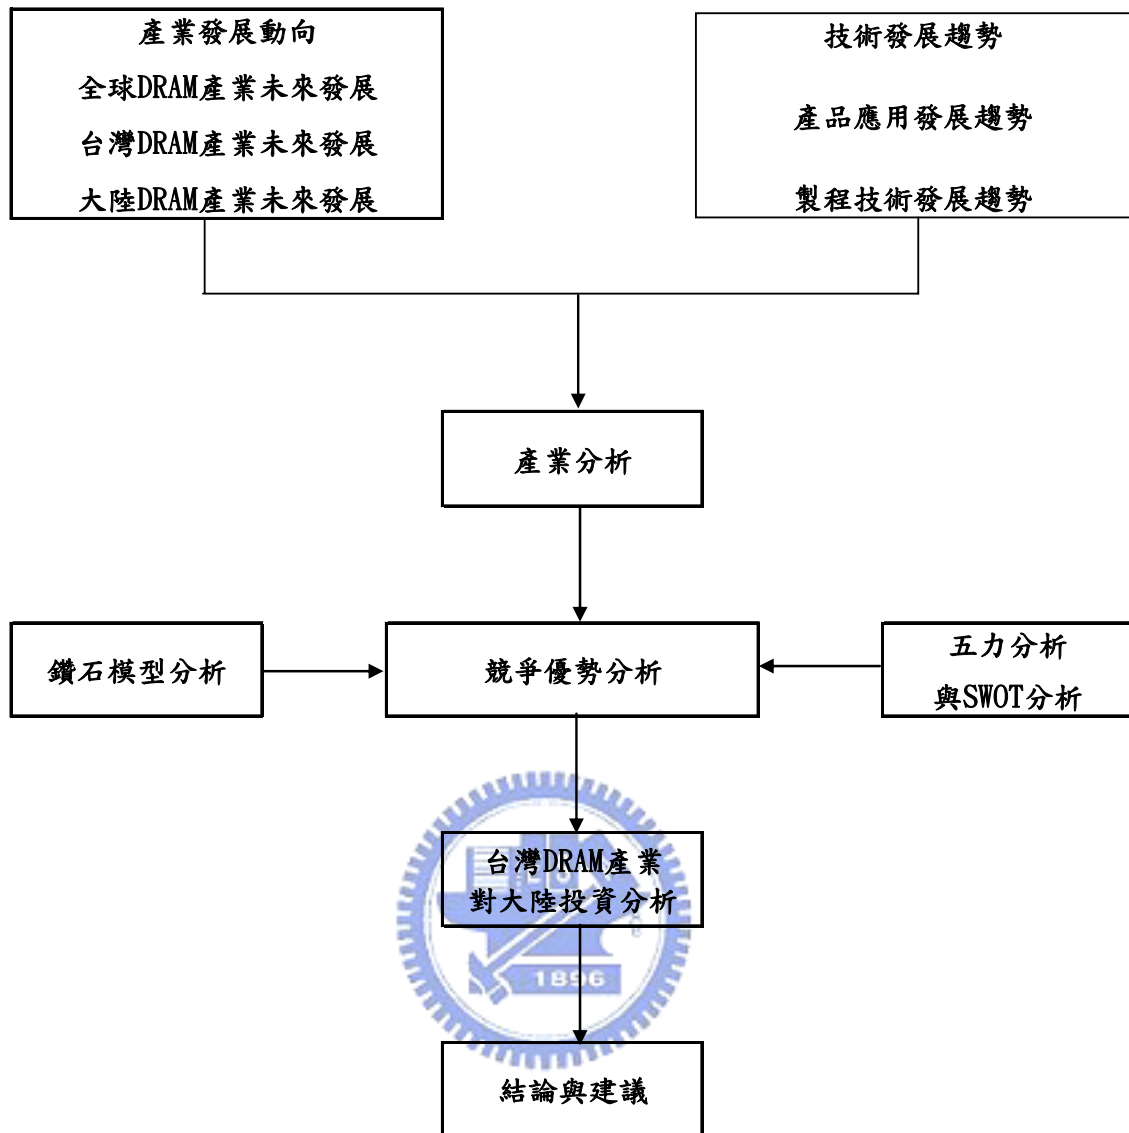 產業發展動向
全球DRAM產業未來發展
台灣DRAM產業未來發展
大陸DRAM產業未來發展
技術發展趨勢
產品應用發展趨勢
製程技術發展趨勢
產業分析
鑽石模型分析
競爭優勢分析
五力分析
與SWOT分析
台灣DRAM產業
對大陸投資分析
1896
結論與建議